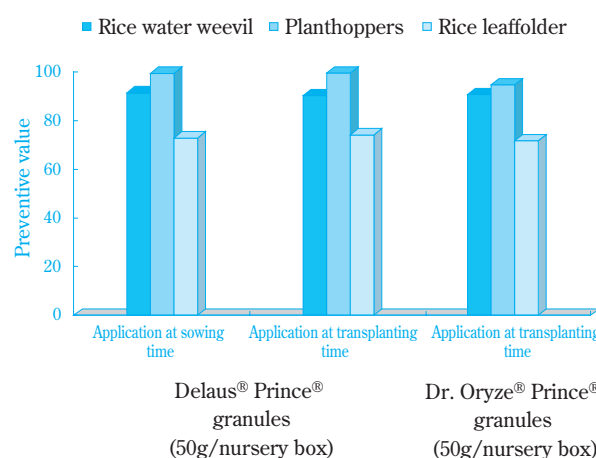 Rice water weevil Planthoppers Rice leaffolder
Preventive value
100
80
60
40
20
0
Application at sowing
time
Application at transplanting
time
Application at transplanting
time
Delaus® Prince®
granules
(50g/nursery box)
Dr. Oryze® Prince®
granules
(50g/nursery box)